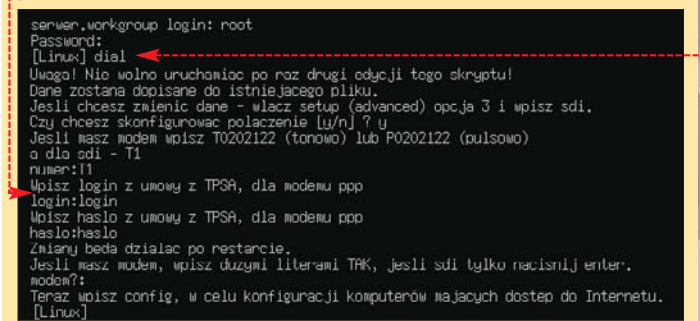 server.workgroup login: root
Password:
[Linux] dial
Uwaga! Nie wolno uruchamiac po raz drugi edycji tego skryptu!
Dane zostana dopisane do istniejacego pliku.
Jesli chcesz zmienic dane - wlacz setup (advanced) opcja 3 i wpisz sdi.
Czy chcesz skonfigurowac polaczenie [y/n] ? y
Jesli masz modem wpisz T0202122 (tonowo) lub P0202122 (pulsowo)
a dla sdi - T1
numer:T1
Wpisz login z umowy z TPSA, dla modemu ppp
login:login
Wpisz haslo z umowy z TPSA, dla modemu ppp
haslo:haslo
Zmiany beda dzialac po restarcie.
Jesli masz modem, wpisz duzymi literami TAK, jesli sdi tylko nacisnij enter.
modem?:
Teraz wpisz config, w celu konfiguracji komputerów majacych dostep do Internetu.
[Linux]